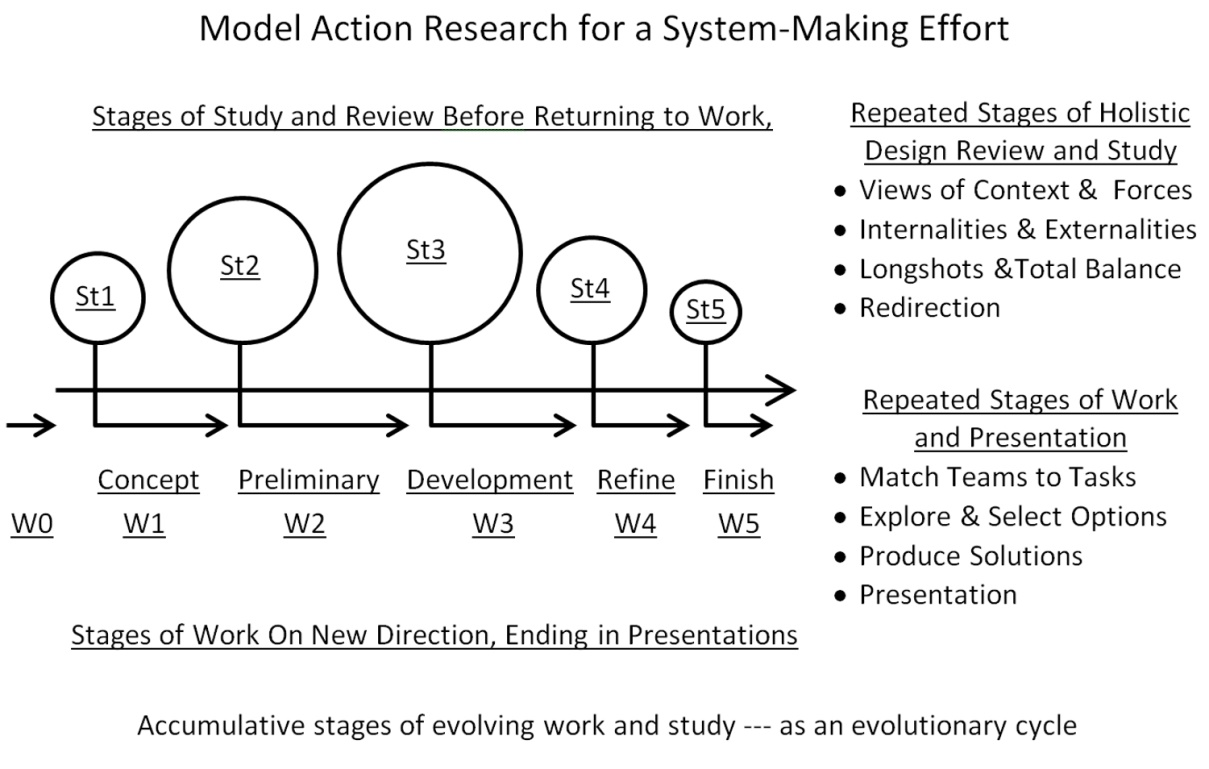 Model Action Research for a System-Making Effort
Stages of Study and Review Before Returning to Work,
St1
St2
St3
St4
St5
Concept
Preliminary
Development
Refine
Finish
W0
W1
W2
W3
W4
W5
Stages of Work On New Direction, Ending in Presentations
Repeated Stages of Holistic
Design Review and Study
● Views of Context &  Forces
● Internalities & Externalities
● Longshots &Total Balance
● Redirection
Repeated Stages of Work
and Presentation
● Match Teams to Tasks
● Explore & Select Options
● Produce Solutions
● Presentation
Accumulative stages of evolving work and study --- as an evolutionary cycle